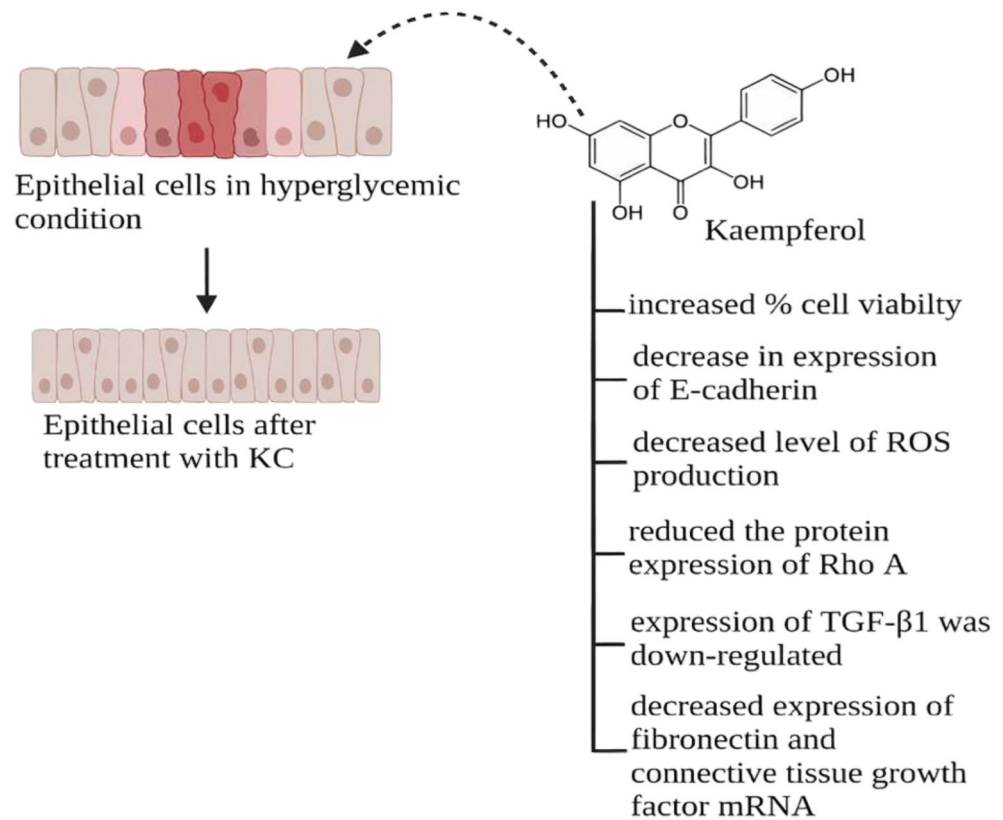 Epithelial cells in hyperglycemic
condition
Epithelial cells after
treatment with KC
HO
O
OH
OH
OH
O
Kaempferol
increased % cell viabilty
decrease in expression
of E-cadherin
decreased level of ROS
production
reduced the protein
expression of Rho A
expression of TGF-β1 was
down-regulated
decreased expression of
fibronectin and
connective tissue growth
factor mRNA